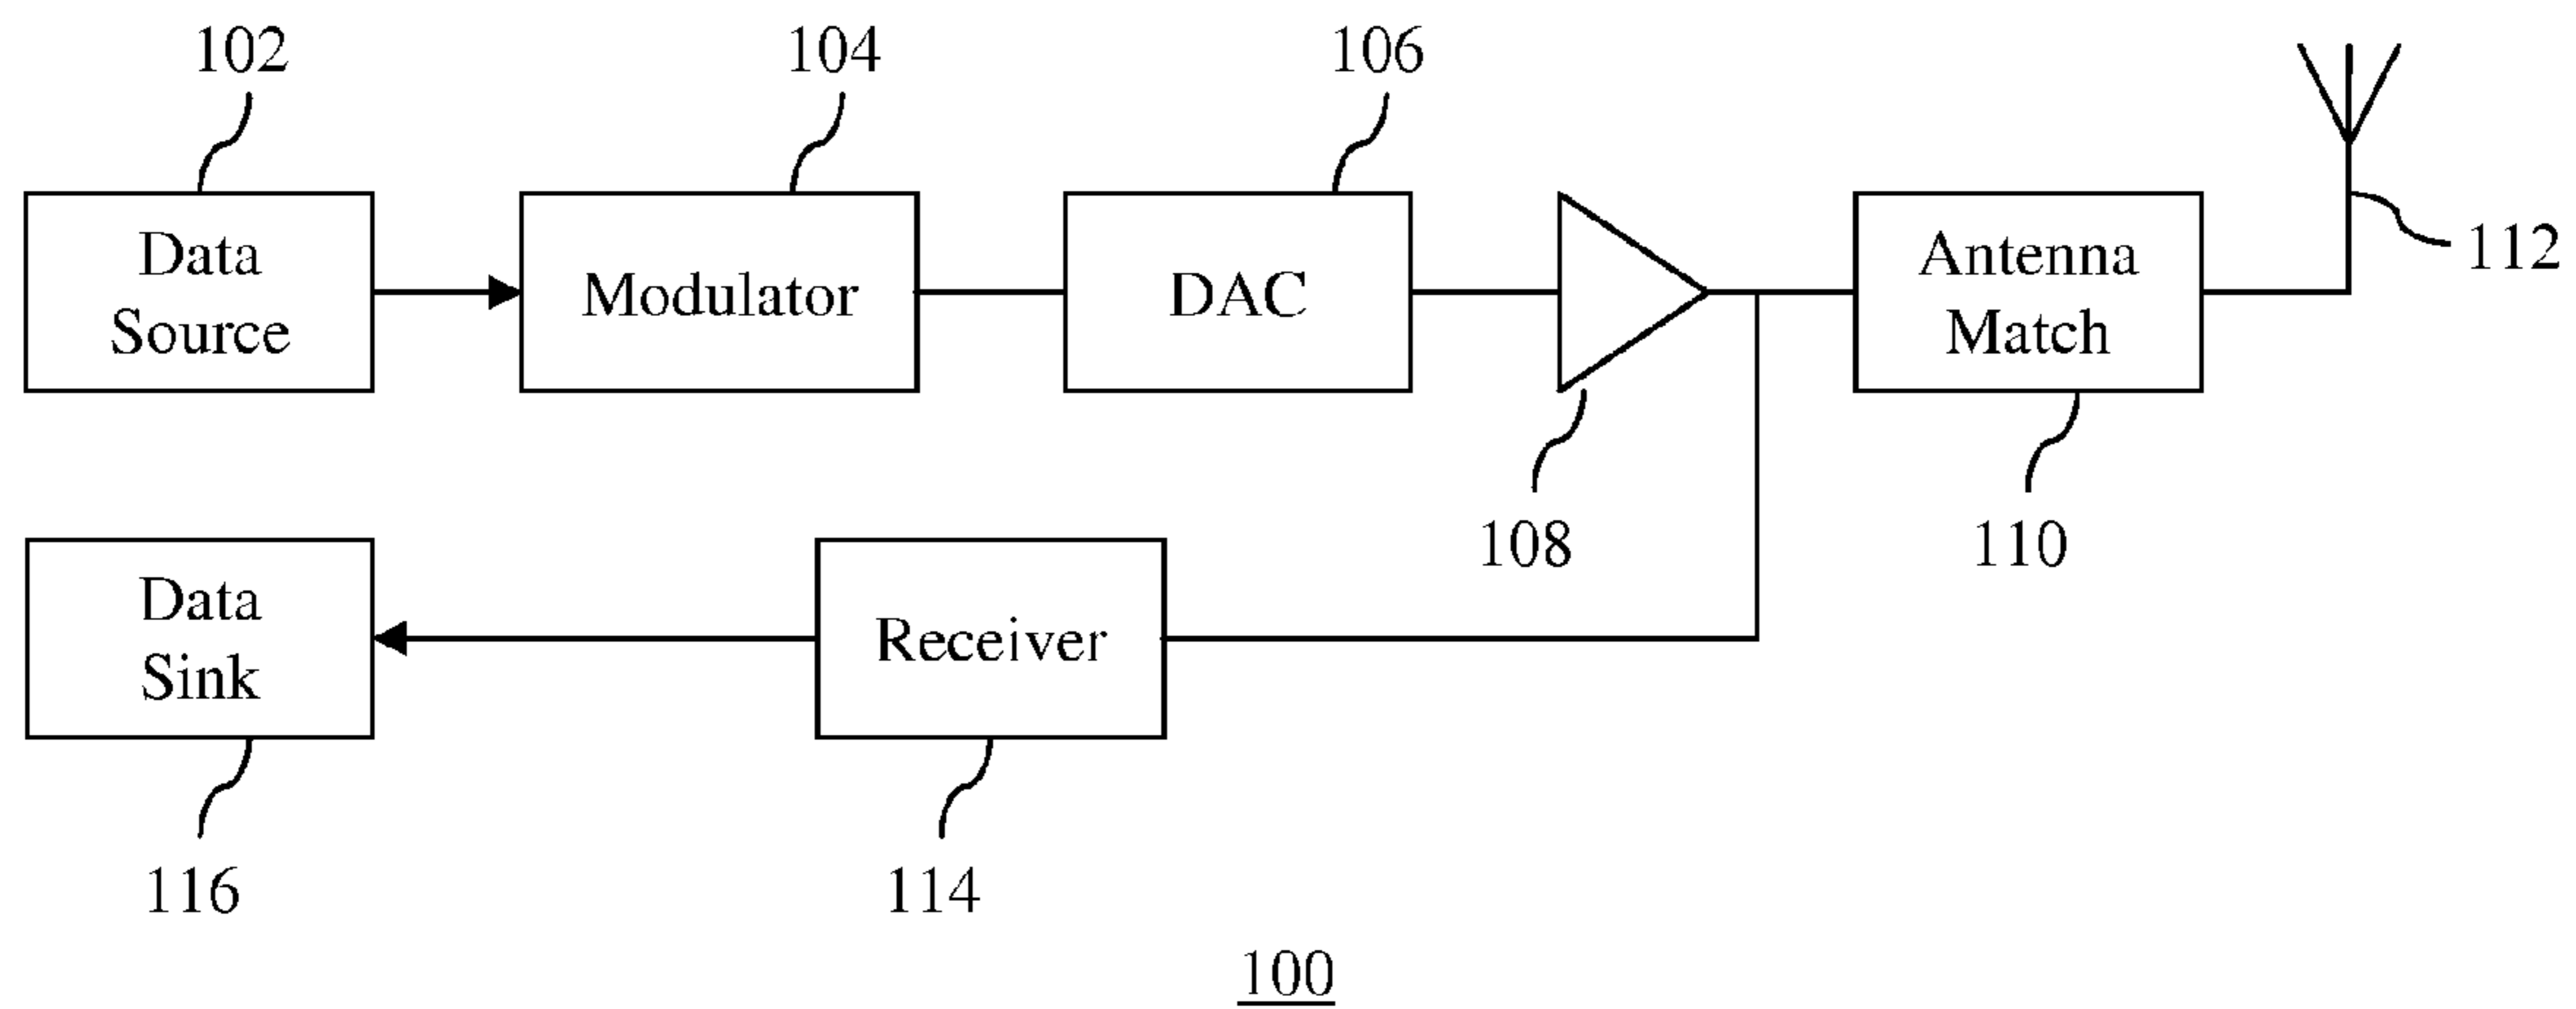 102
104
106
Data
Source
Modulator
DAC
Antenna
Match
112
108
110
Data
Sink
Receiver
116
114
100